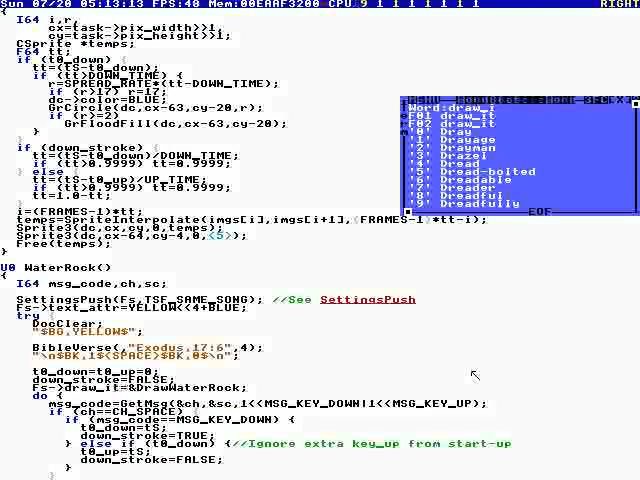 Sun 07/20 05:13:13 FPS:48 Mem:00EAAF3200 CPU 9 1 1 1 1 1 1 1 RIGHT
{
I64 i,r,
cx=task->pix_width>>1,
cy=task->pix_height>>1;
CSprite *temps;
F64 tt;
if (t0_down) {
tt=(tS-t0_down);
if (tt>DOWN_TIME) {
r=SPREAD_RATE*(tt-DOWN_TIME);
if (r>17) r=17;
dc->color=BLUE;
GrCircle(dc,cx-63,cy-20,r);
if (r>2)
GrFloodFill(dc,cx-63,cy-20);
}
}
if (down_stroke) {
tt=(tS-t0_down)/DOWN_TIME;
if (tt>0.9999) tt=0.9999;
} else {
tt=(tS-t0_up)/UP_TIME;
if (tt>0.9999) tt=0.9999;
tt=1.0-tt;
}
i=(FRAMES-1)*tt;
temps=SpriteInterpolate(imgs[i],imgs[i+1],(FRAMES-1)*tt-i);
Sprite3(dc,cx,cy,0,temps);
Sprite3(dc,cx-64,cy-4,0,<5>);
Free(temps);
}
U0 WaterRock()
{
I64 msg_code,ch,sc;
SettingsPush(Fs,TSF_SAME_SONG); //See SettingsPush
Fs->text_attr=YELLOW<<4+BLUE;
try {
DocClear;
"$BG,YELLOW$";
BibleVerse(,"Exodus,17:6",4);
"\n$BK,1$<SPACE>$BK,0$\n";
t0_down=t0_up=0;
down_stroke=FALSE;
Fs->draw_it=&DrawWaterRock;
do {
msg_code=GetMsg(&ch,&sc,1<<MSG_KEY_DOWN|1<<MSG_KEY_UP);
if (ch==CH_SPACE) {
if (msg_code==MSG_KEY_DOWN) {
t0_down=tS;
down_stroke=TRUE;
} else if (t0_down) {//Ignore extra key_up from start-up
t0_up=tS;
down_stroke=FALSE;
}
}
Word:draw_i
F01 draw_it
F02 draw_it
'0' Dray
'1' Drayage
'2' Drayman
'3' Drazel
'4' Dread
'5' Dread-bolted
'6' Dreadable
'7' Dreader
'8' Dreadful
'9' Dreadfully
EOF